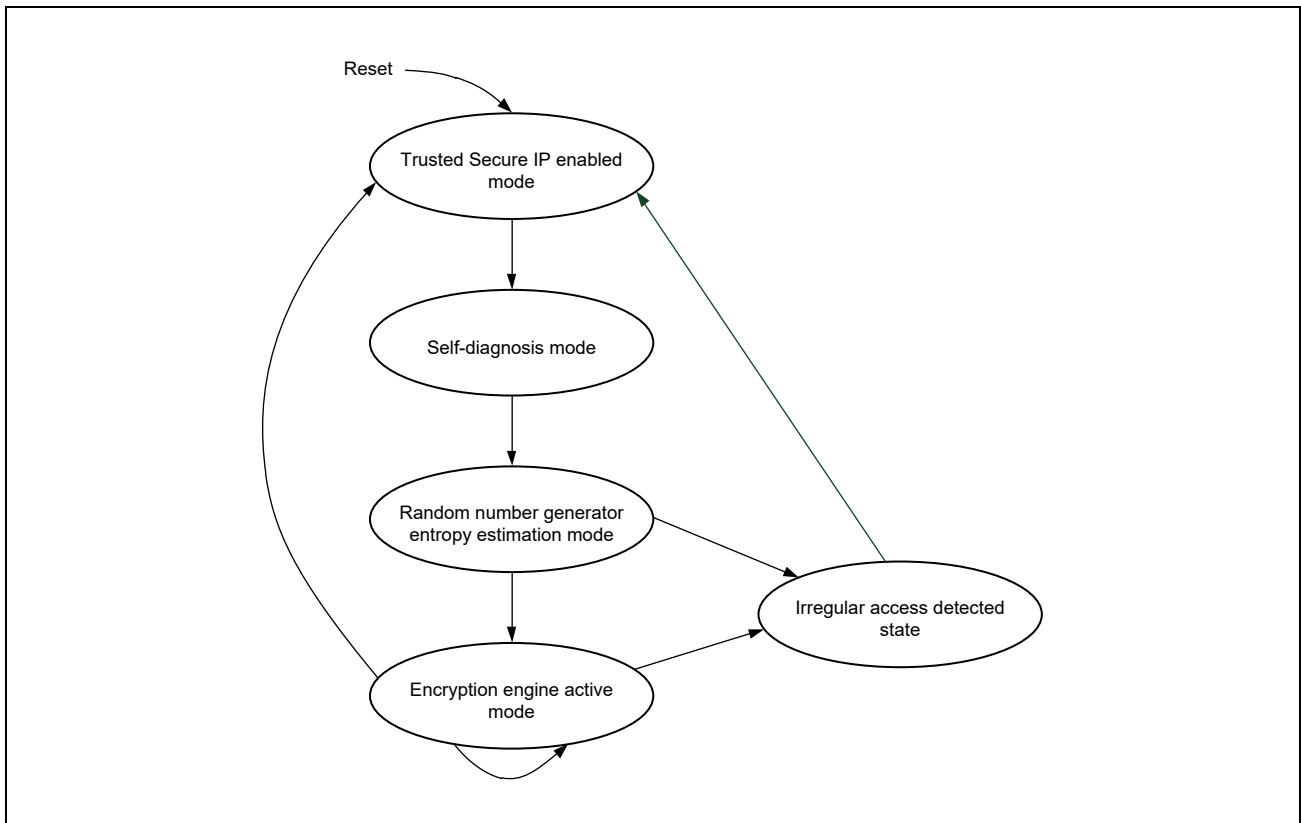 Reset
Trusted Secure IP enabled
mode
Self-diagnosis mode
Random number generator
entropy estimation mode
Irregular access detected
state
Encryption engine active
mode